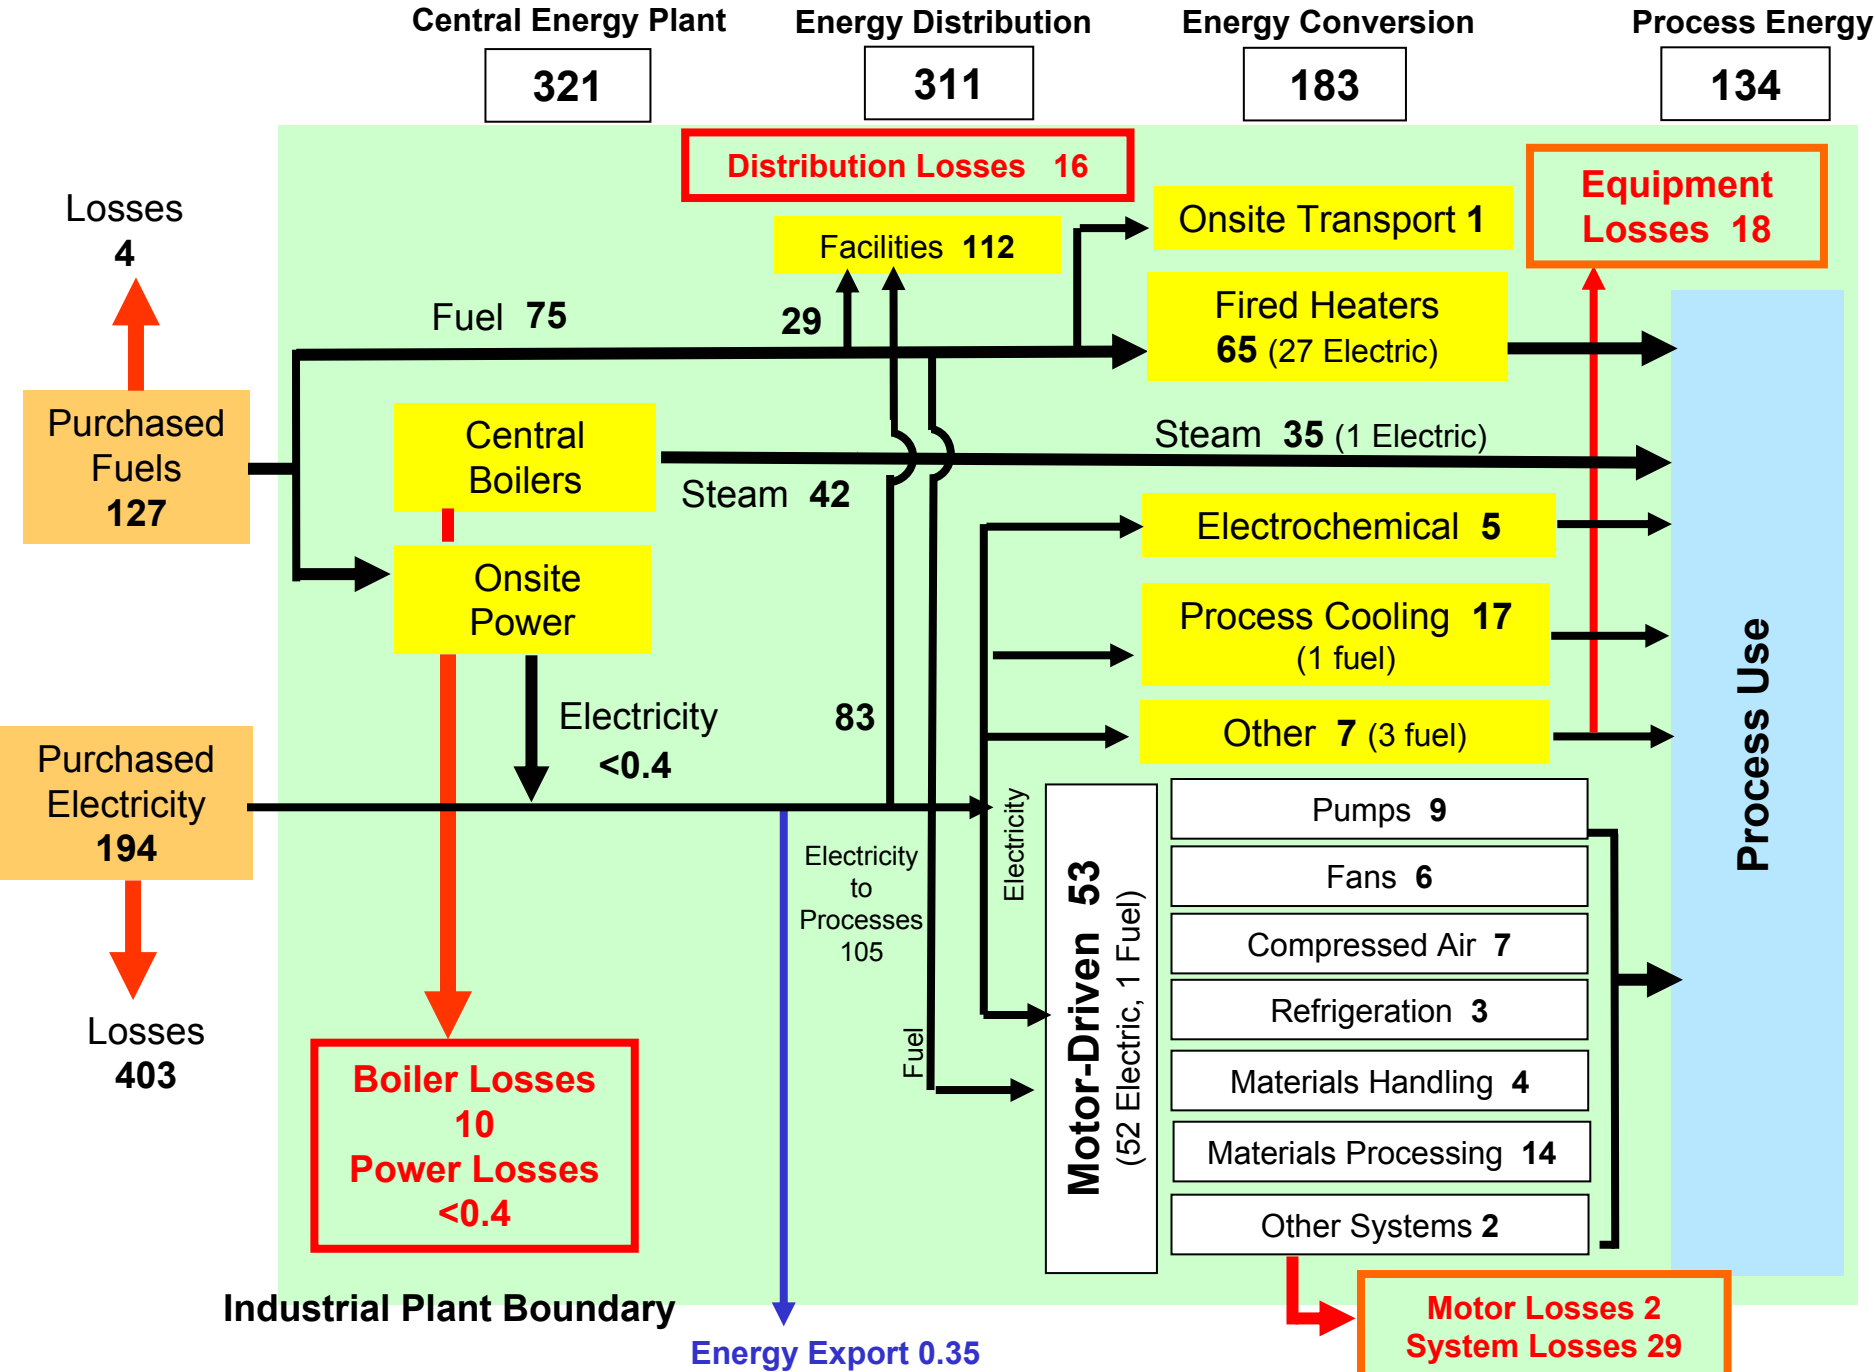 Central Energy Plant
321
Energy Distribution
311
Energy Conversion
183
Process Energy
134
Distribution Losses 16
Equipment
Losses 18
Losses
4
Facilities 112
Onsite Transport 1
Fuel 75
29
Fired Heaters
65 (27 Electric)
Purchased
Fuels
127
Central
Boilers
Steam 42
Steam 35 (1 Electric)
Onsite
Power
Electrochemical 5
Process Cooling 17
(1 fuel)
Electricity
<0.4
83
Other 7 (3 fuel)
Process Use
Purchased
Electricity
194
Losses
403
Electricity
to
Processes
105
Electricity
Fuel
Motor-Driven 53
(52 Electric, 1 Fuel)
Pumps 9
Fans 6
Compressed Air 7
Refrigeration 3
Materials Handling 4
Materials Processing 14
Other Systems 2
Boiler Losses
10
Power Losses
<0.4
Industrial Plant Boundary
Energy Export 0.35
Motor Losses 2
System Losses 29